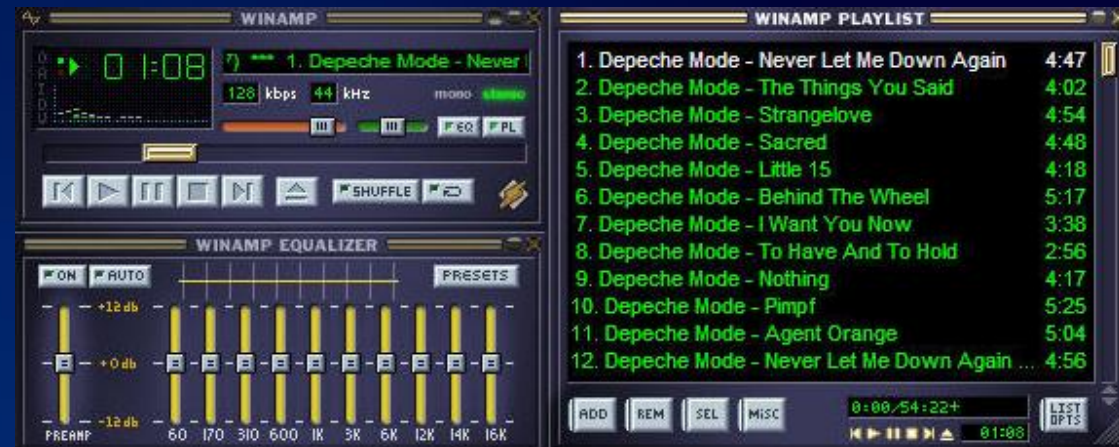 WINAMP
OAIDV
01:08
7) *** 1. Depeche Mode - Never
128 kbps 44 kHz mono stereo
EQ PL
SHUFFLE
WINAMP EQUALIZER
ON AUTO PRESETS
+12db
+0db
-12db
PREAMP 60 170 310 600 1K 3K 6K 12K 14K 16K
WINAMP PLAYLIST
1. Depeche Mode - Never Let Me Down Again 4:47
2. Depeche Mode - The Things You Said 4:02
3. Depeche Mode - Strangelove 4:54
4. Depeche Mode - Sacred 4:48
5. Depeche Mode - Little 15 4:18
6. Depeche Mode - Behind The Wheel 5:17
7. Depeche Mode - I Want You Now 3:38
8. Depeche Mode - To Have And To Hold 2:56
9. Depeche Mode - Nothing 4:17
10. Depeche Mode - Pimpf 5:25
11. Depeche Mode - Agent Orange 5:04
12. Depeche Mode - Never Let Me Down Again ... 4:56
ADD REM SEL MISC 0:00/54:22+ LIST OPTS
01:08